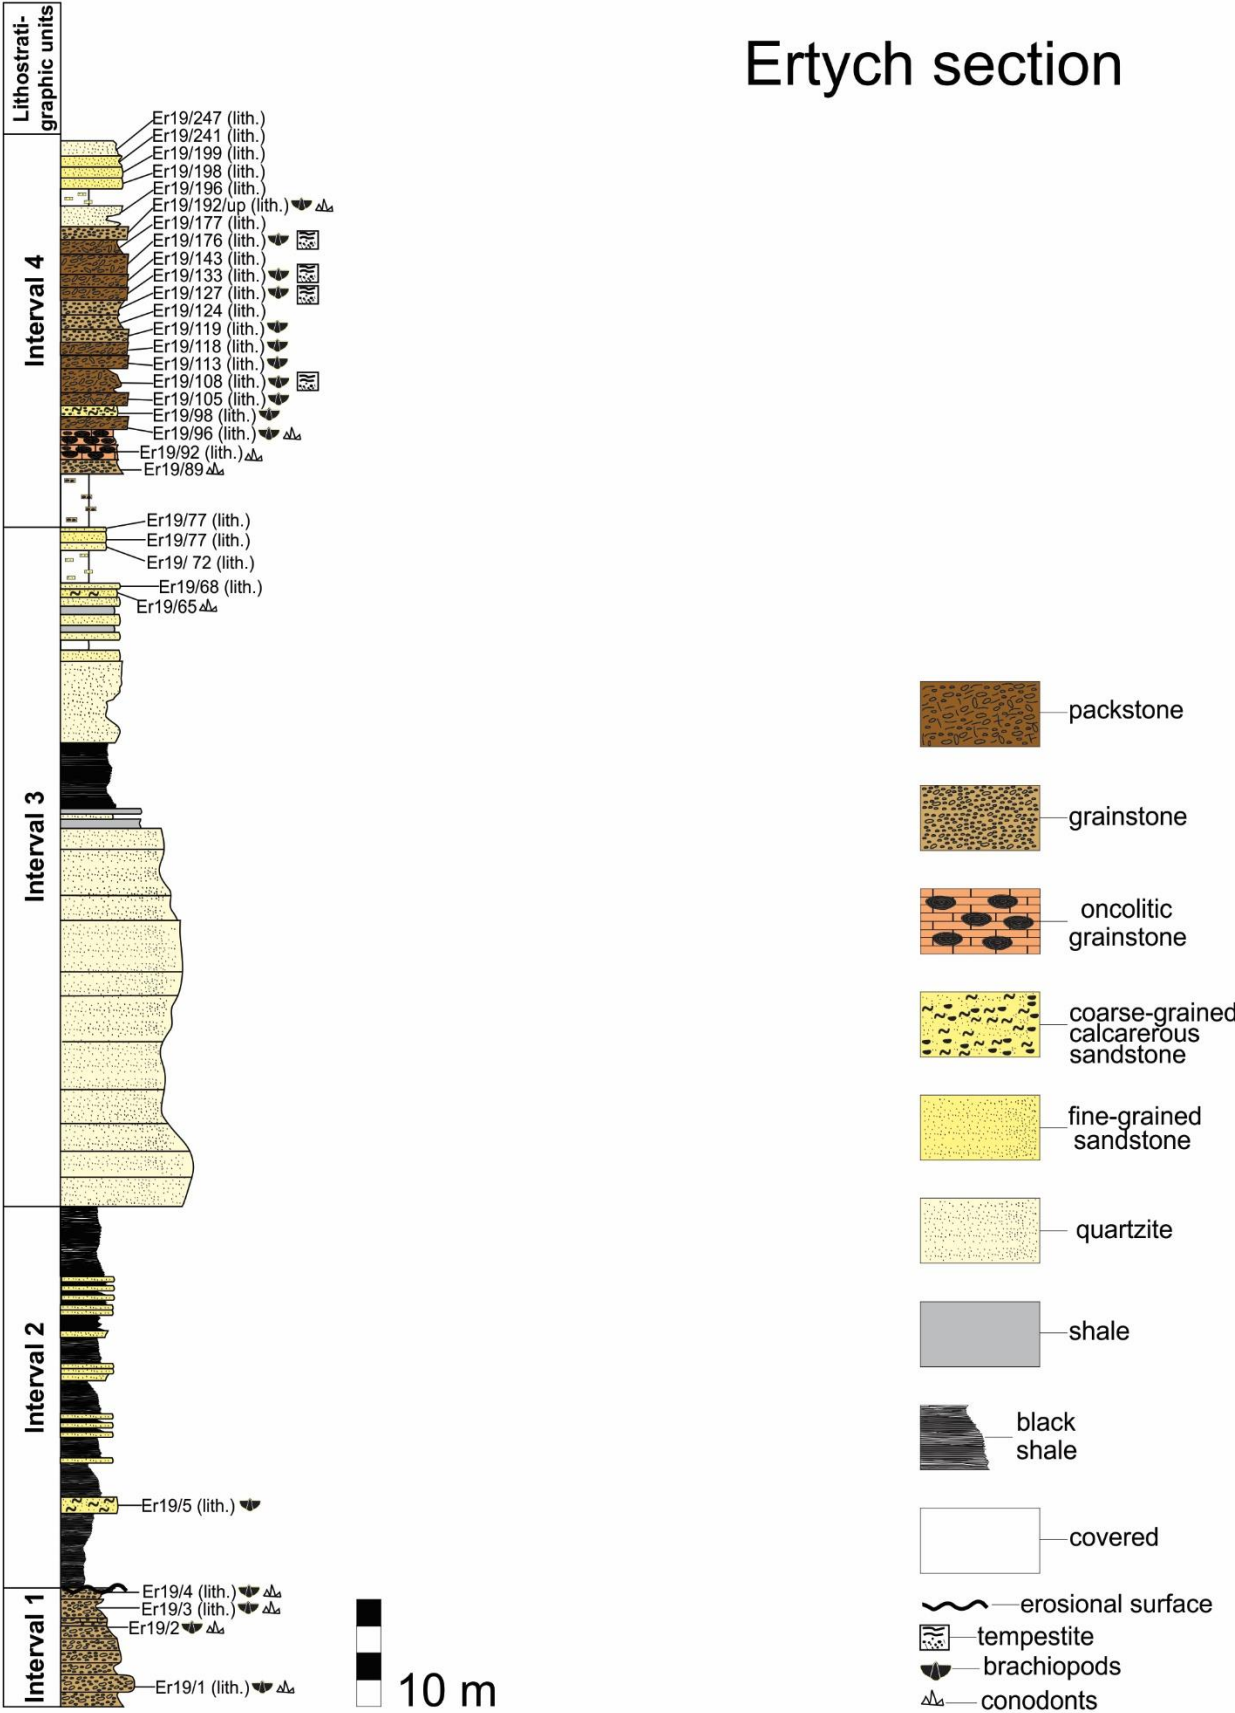 Ertych section
Lithostrati-
graphic units
Interval 4
Er19/247 (lith.)
Er19/241 (lith.)
Er19/199 (lith.)
Er19/198 (lith.)
Er19/196 (lith.)
Er19/192/up (lith.)
Er19/177 (lith.)
Er19/176 (lith.)
Er19/143 (lith.)
Er19/133 (lith.)
Er19/127 (lith.)
Er19/124 (lith.)
Er19/119 (lith.)
Er19/118 (lith.)
Er19/113 (lith.)
Er19/108 (lith.)
Er19/105 (lith.)
Er19/98 (lith.)
Er19/96 (lith.)
Er19/92 (lith.)
Er19/89
Interval 3
Er19/77 (lith.)
Er19/77 (lith.)
Er19/ 72 (lith.)
Er19/68 (lith.)
Er19/65
Interval 2
Er19/5 (lith.)
Interval 1
Er19/4 (lith.)
Er19/3 (lith.)
Er19/2
Er19/1 (lith.)
10 m
packstone
grainstone
oncolitic
grainstone
coarse-grained
calcarerous
sandstone
fine-grained
sandstone
quartzite
shale
black
shale
covered
erosional surface
tempestite
brachiopods
conodonts